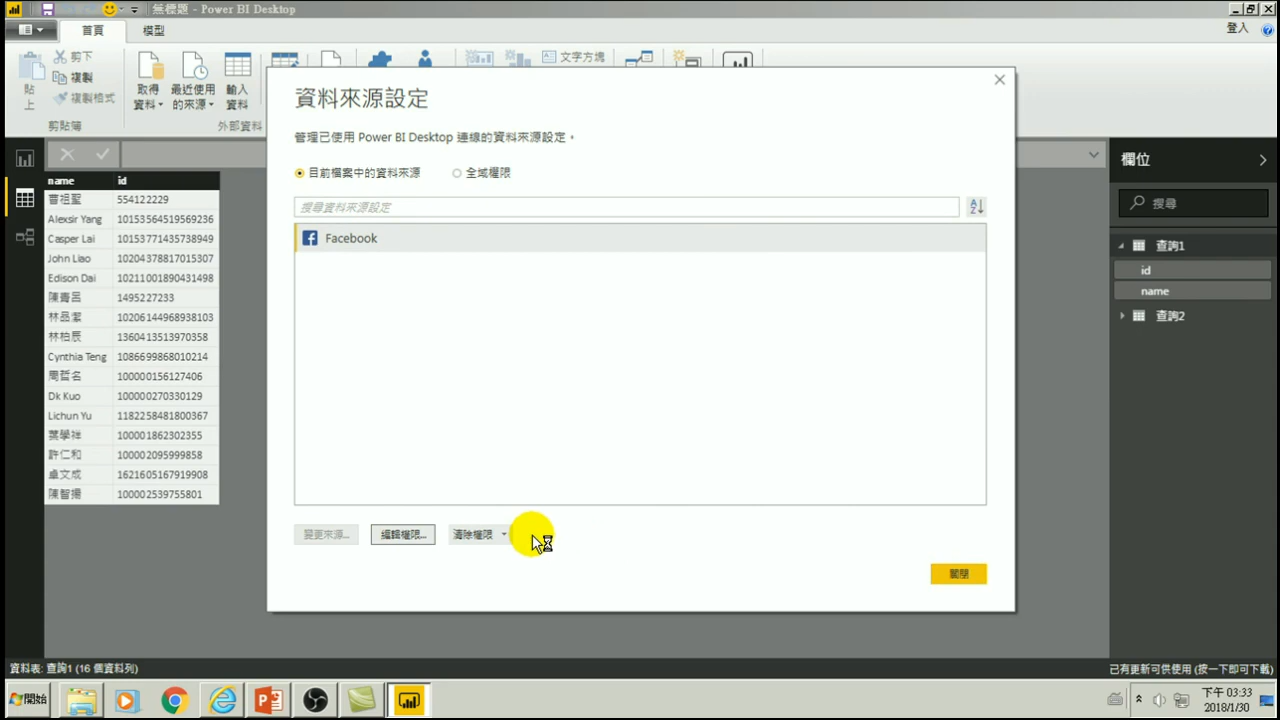 無標題 - Power BI Desktop
登入
首頁
模型
剪下
複製
複製格式
貼上
剪貼簿
取得資料
最近使用的來源
輸入資料
外部資料
文字方塊
資料來源設定
管理已使用 Power BI Desktop 連線的資料來源設定。
目前檔案中的資料來源
全域權限
搜尋資料來源設定
Facebook
變更來源...
編輯權限...
清除權限
關閉
name id
曹祖聖 554122229
Alexsir Yang 10153564519569236
Casper Lai 10153771435738949
John Liao 10204378817015307
Edison Dai 10211001890431498
1495227233
林品潔 10206144968938103
林柏辰 1360413513970358
Cynthia Teng 1086699868010214
周哲名 100000156127406
Dk Kuo 100000270330129
Lichun Yu 1182258481800367
葉學祥 100001862302355
許仁和 100002095999858
卓文成 1621605167919908
陳智揚 100002539755801
欄位
搜尋
查詢1
id
name
查詢2
資料表: 查詢1 (16 個資料列)
已有更新可供使用 (按一下即可下載)
開始
下午 03:33
2018/1/30